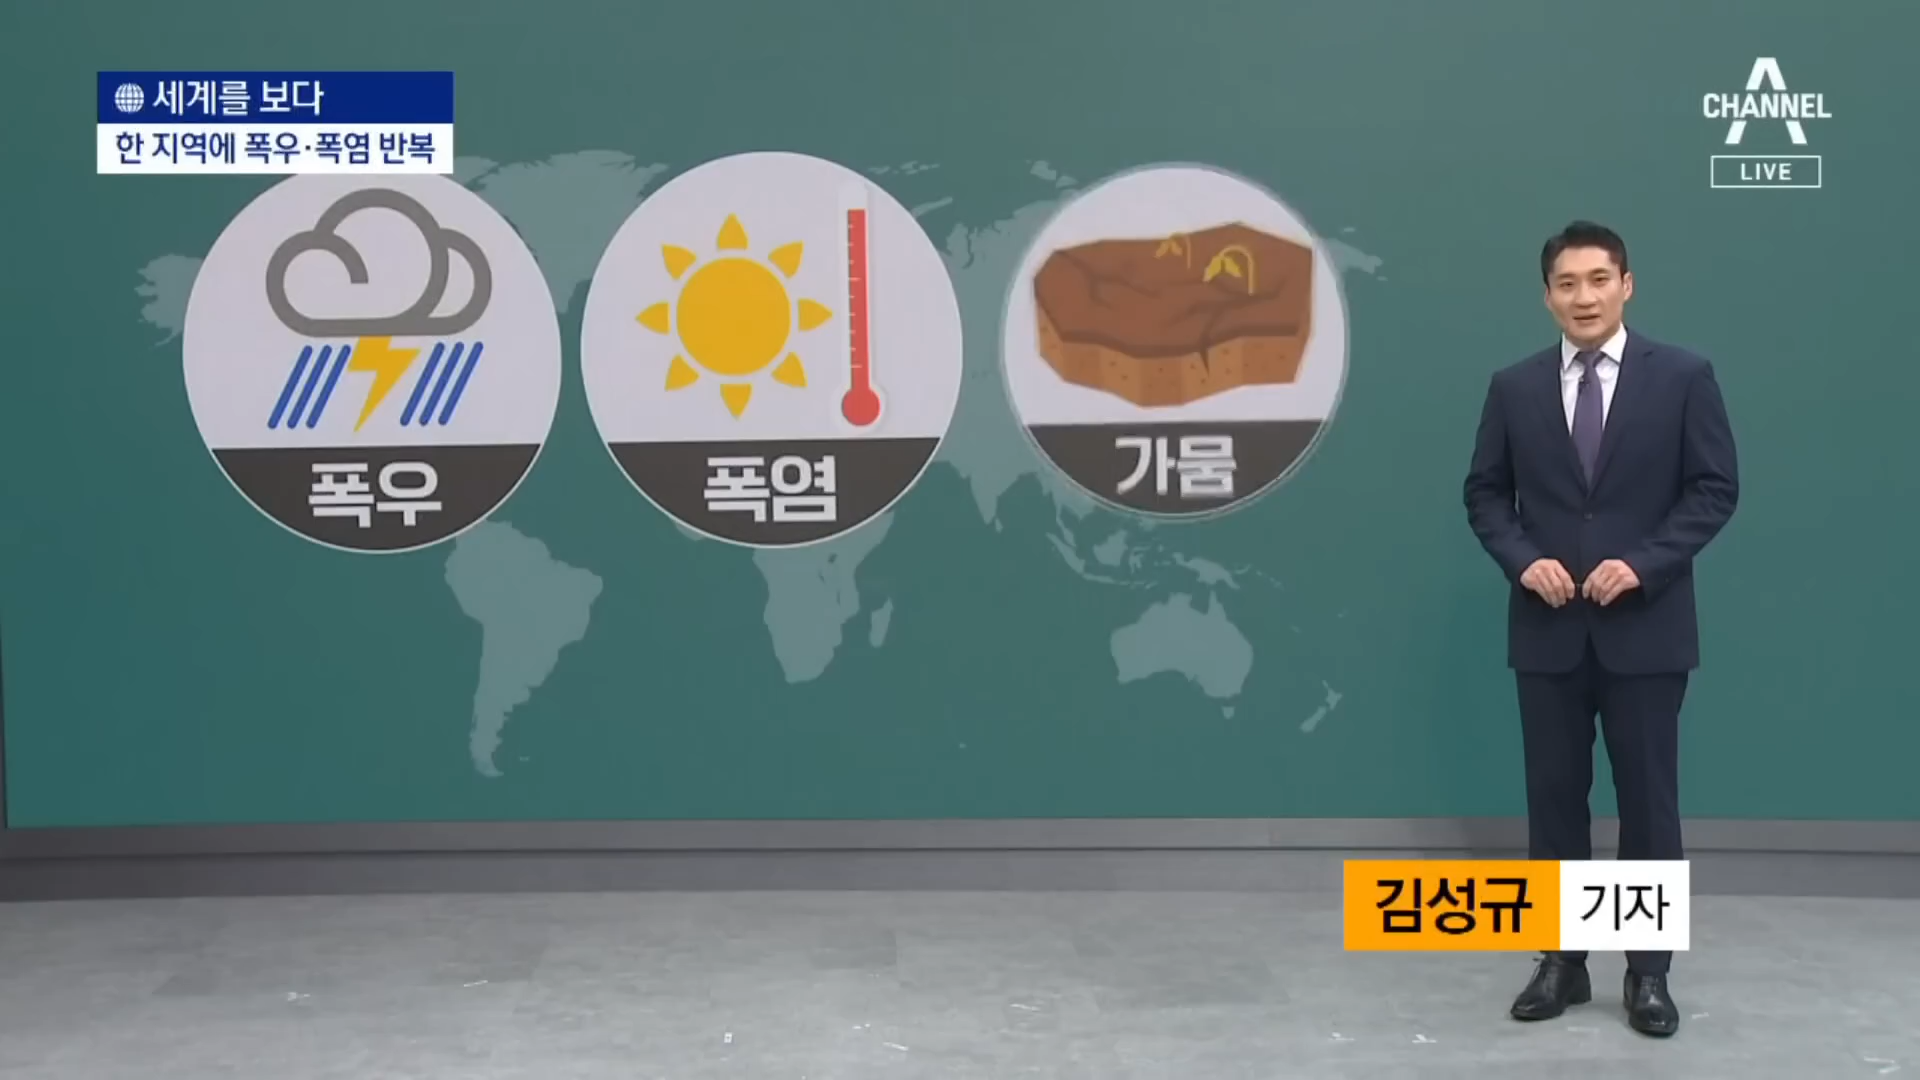 세계를 보다
한 지역에 폭우·폭염 반복
CHANNEL A
LIVE
폭우
폭염
가뭄
김성규 기자